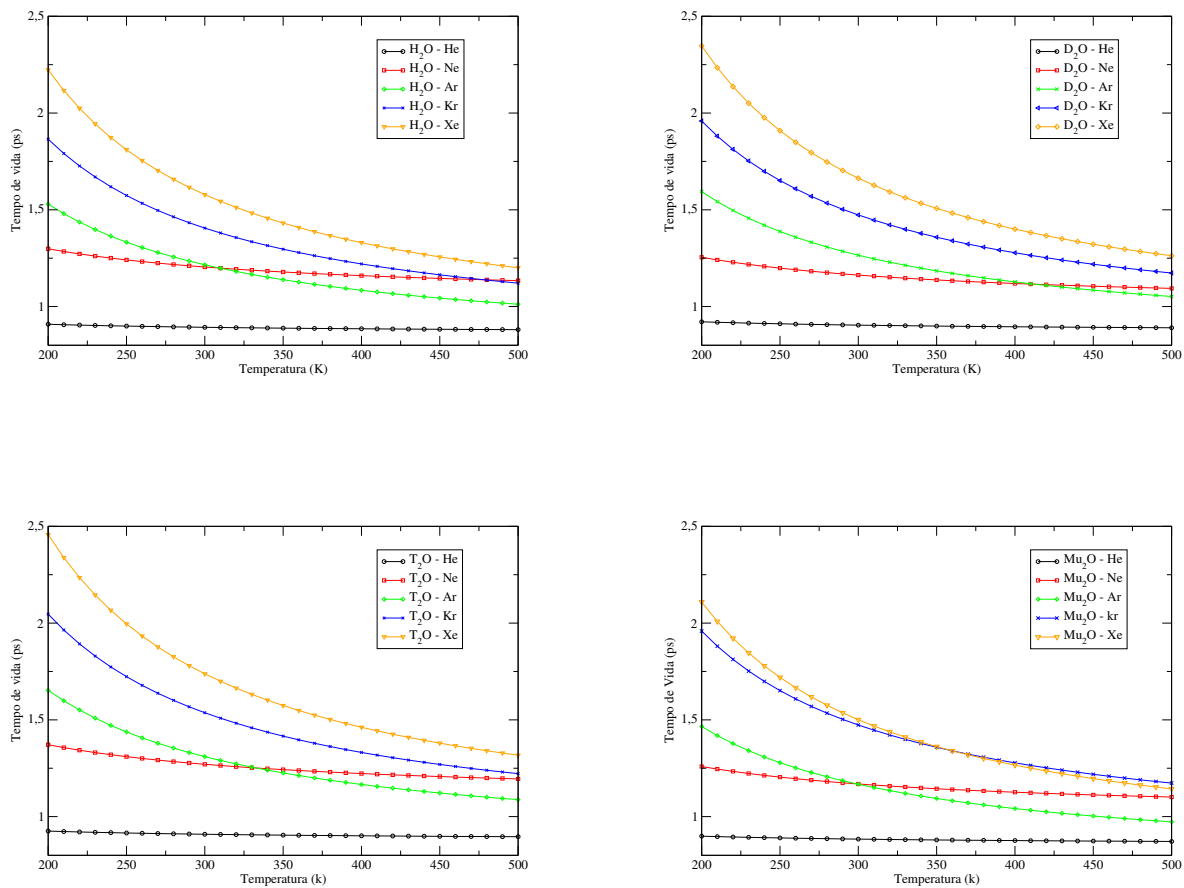 2,5
2
1,5
1
Tempo de vida (ps)
200 250 300 350 400 450 500
Temperatura (K)
H2O - He
H2O - Ne
H2O - Ar
H2O - Kr
H2O - Xe
2,5
2
1,5
1
Tempo de vida (ps)
200 250 300 350 400 450 500
Temperatura (K)
D2O - He
D2O - Ne
D2O - Ar
D2O - Kr
D2O - Xe
2,5
2
1,5
1
Tempo de vida (ps)
200 250 300 350 400 450 500
Temperatura (k)
T2O - He
T2O - Ne
T2O - Ar
T2O - Kr
T2O - Xe
2,5
2
1,5
1
Tempo de Vida (ps)
200 250 300 350 400 450 500
Temperatura (K)
Mu2O - He
Mu2O - Ne
Mu2O - Ar
Mu2O - kr
Mu2O - Xe